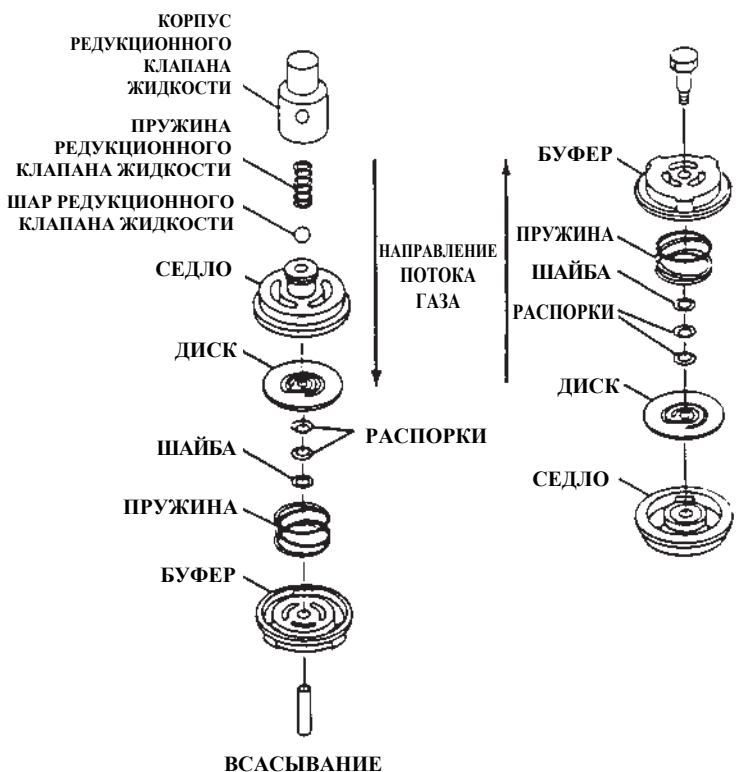 КОРПУС
РЕДУКЦИОННОГО
КЛАПАНА
ЖИДКОСТИ
ПРУЖИНА
РЕДУКЦИОННОГО
КЛАПАНА ЖИДКОСТИ
ШАР РЕДУКЦИОННОГО
КЛАПАНА ЖИДКОСТИ
СЕДЛО
ДИСК
РАСПОРКИ
ШАЙБА
ПРУЖИНА
БУФЕР
ВСАСЫВАНИЕ
НАПРАВЛЕНИЕ
ПОТОКА
ГАЗА
БУФЕР
ПРУЖИНА
ШАЙБА
РАСПОРКИ
ДИСК
СЕДЛО